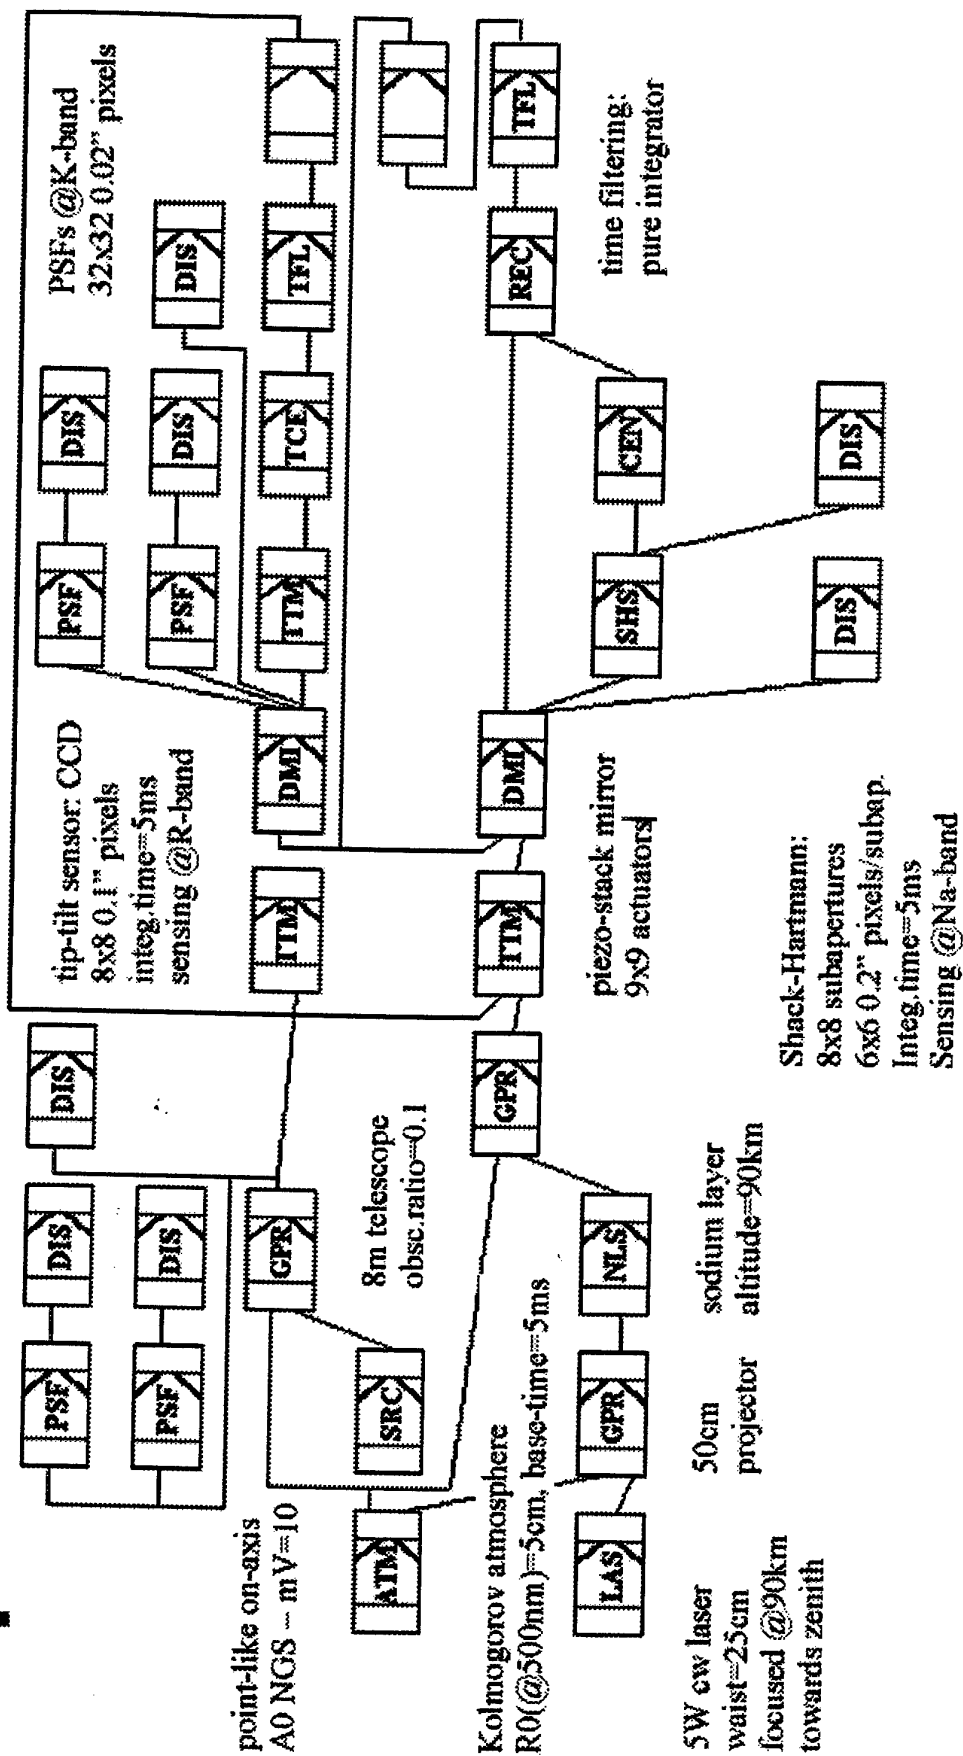 PSF
DIS
DIS
PSF
DIS
tip-tilt sensor: CCD
8x8 0.1" pixels
integ.time=5ms
sensing @R-band
PSF
DIS
PSF
DIS
DIS
PSFs @K-band
32x32 0.02" pixels
point-like on-axis
A0 NGS – mV=10
GPR
TTM
DMI
TTM
TCE
TFL
8m telescope
obsc.ratio=0.1
ATM
SRC
Kolmogorov atmosphere
R0(@500nm)=5cm, base-time=5ms
GPR
TTM
DMI
REC
TFL
piezo-stack mirror
9x9 actuators
time filtering:
pure integrator
LAS
GPR
NLS
SHS
CEN
5W cw laser
waist=25cm
focused @90km
towards zenith
50cm
projector
sodium layer
altitude=90km
Shack-Hartmann:
8x8 subapertures
6x6 0.2" pixels/subap.
Integ.time=5ms
Sensing @Na-band
DIS
DIS